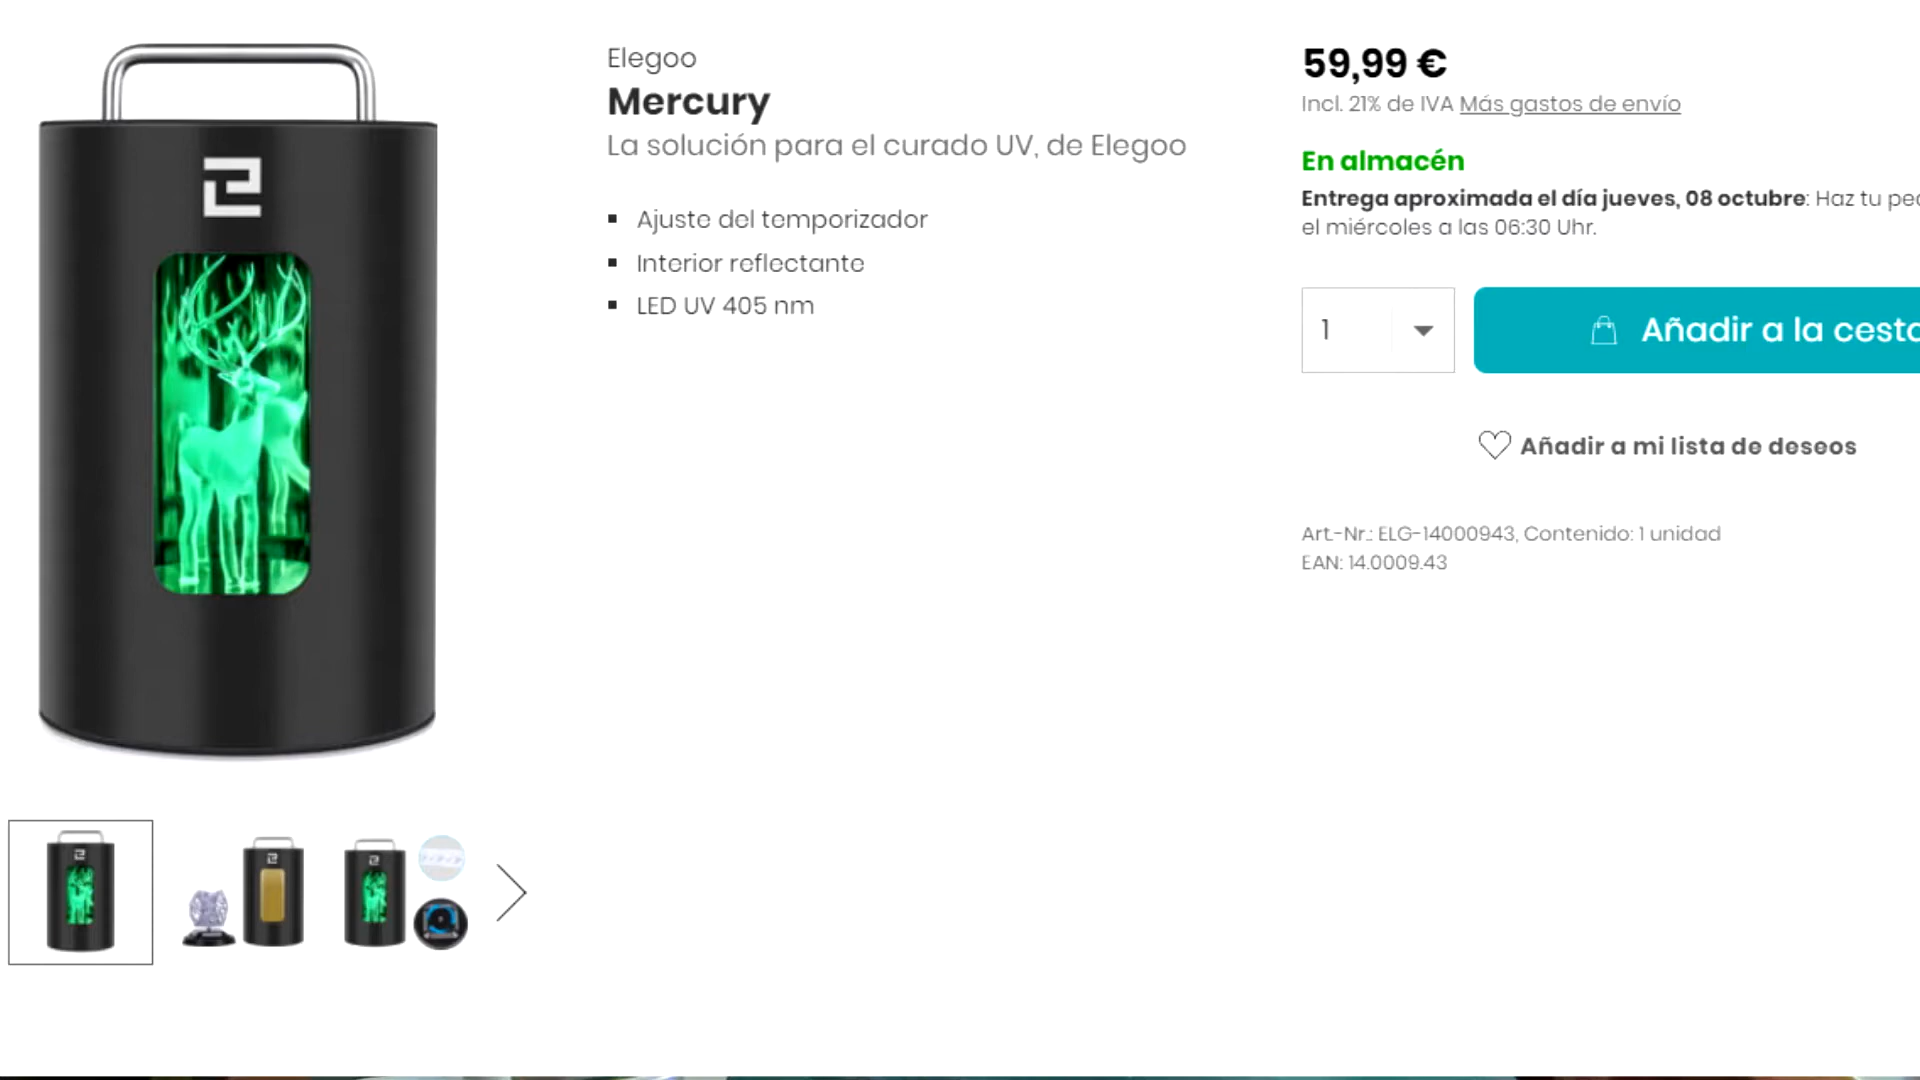 Elegoo
Mercury
La solución para el curado UV, de Elegoo
Ajuste del temporizador
Interior reflectante
LED UV 405 nm
59,99 €
Incl. 21% de IVA Más gastos de envío
En almacén
Entrega aproximada el día jueves, 08 octubre: Haz tu
el miércoles a las 06:30 Uhr.
1
Añadir a la
Añadir a mi lista de deseos
Art.-Nr.: ELG-14000943, Contenido: 1 unidad
EAN: 14.0009.43